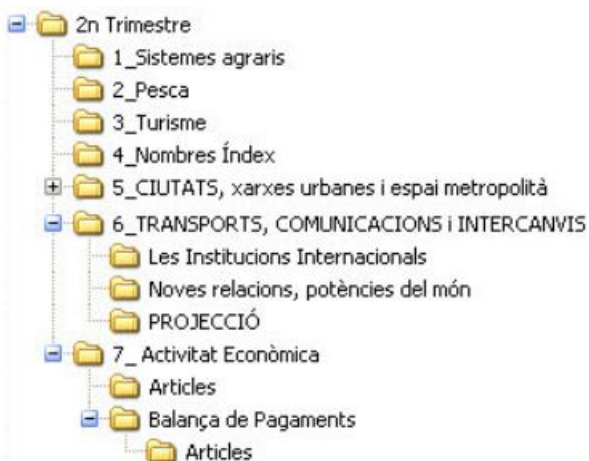 2n Trimestre
1_Sistemes agraris
2_Pesca
3_Turisme
4_Nombres Índex
5_CIUTATS, xarxes urbanes i espai metropolità
6_TRANSPORTS, COMUNICACIONS i INTERCANVIS
Les Institucions Internacionals
Noves relacions, potències del món
PROJECCIÓ
7_ Activitat Econòmica
Articles
Balança de Pagaments
Articles